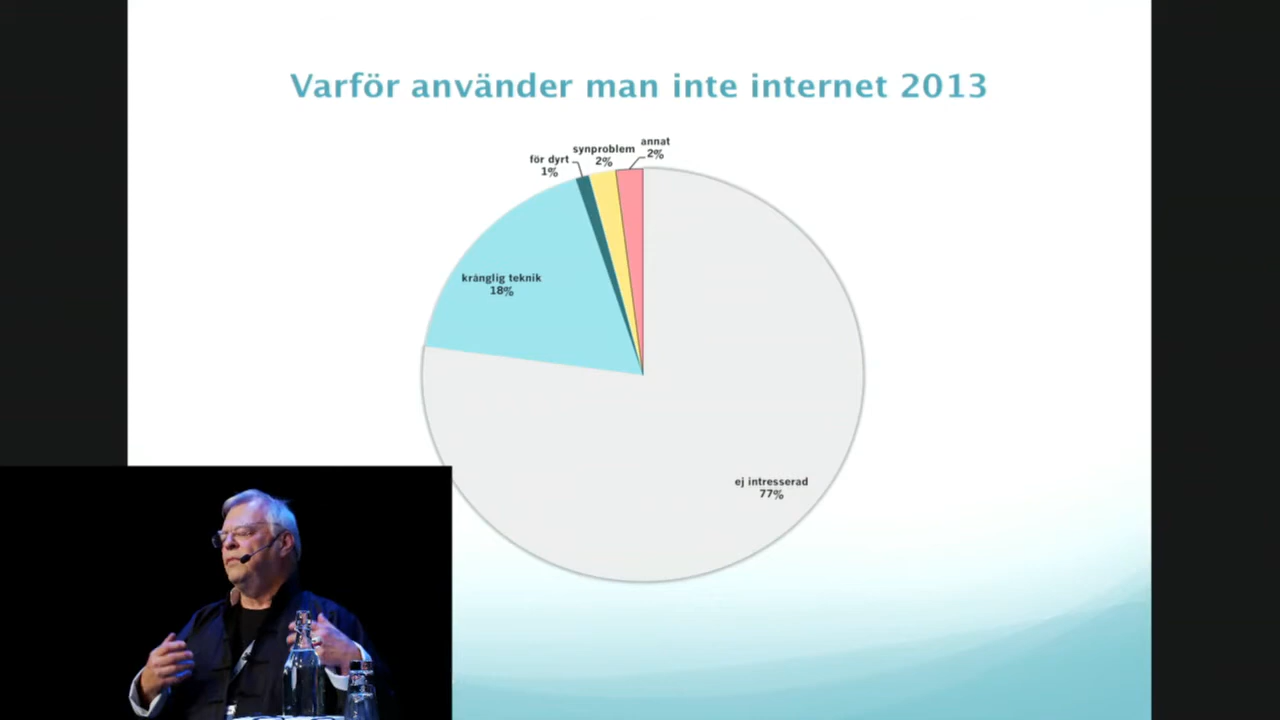 Varför använder man inte internet 2013
annat
2%
synproblem
2%
för dyrt
1%
krånglig teknik
18%
ej intresserad
77%